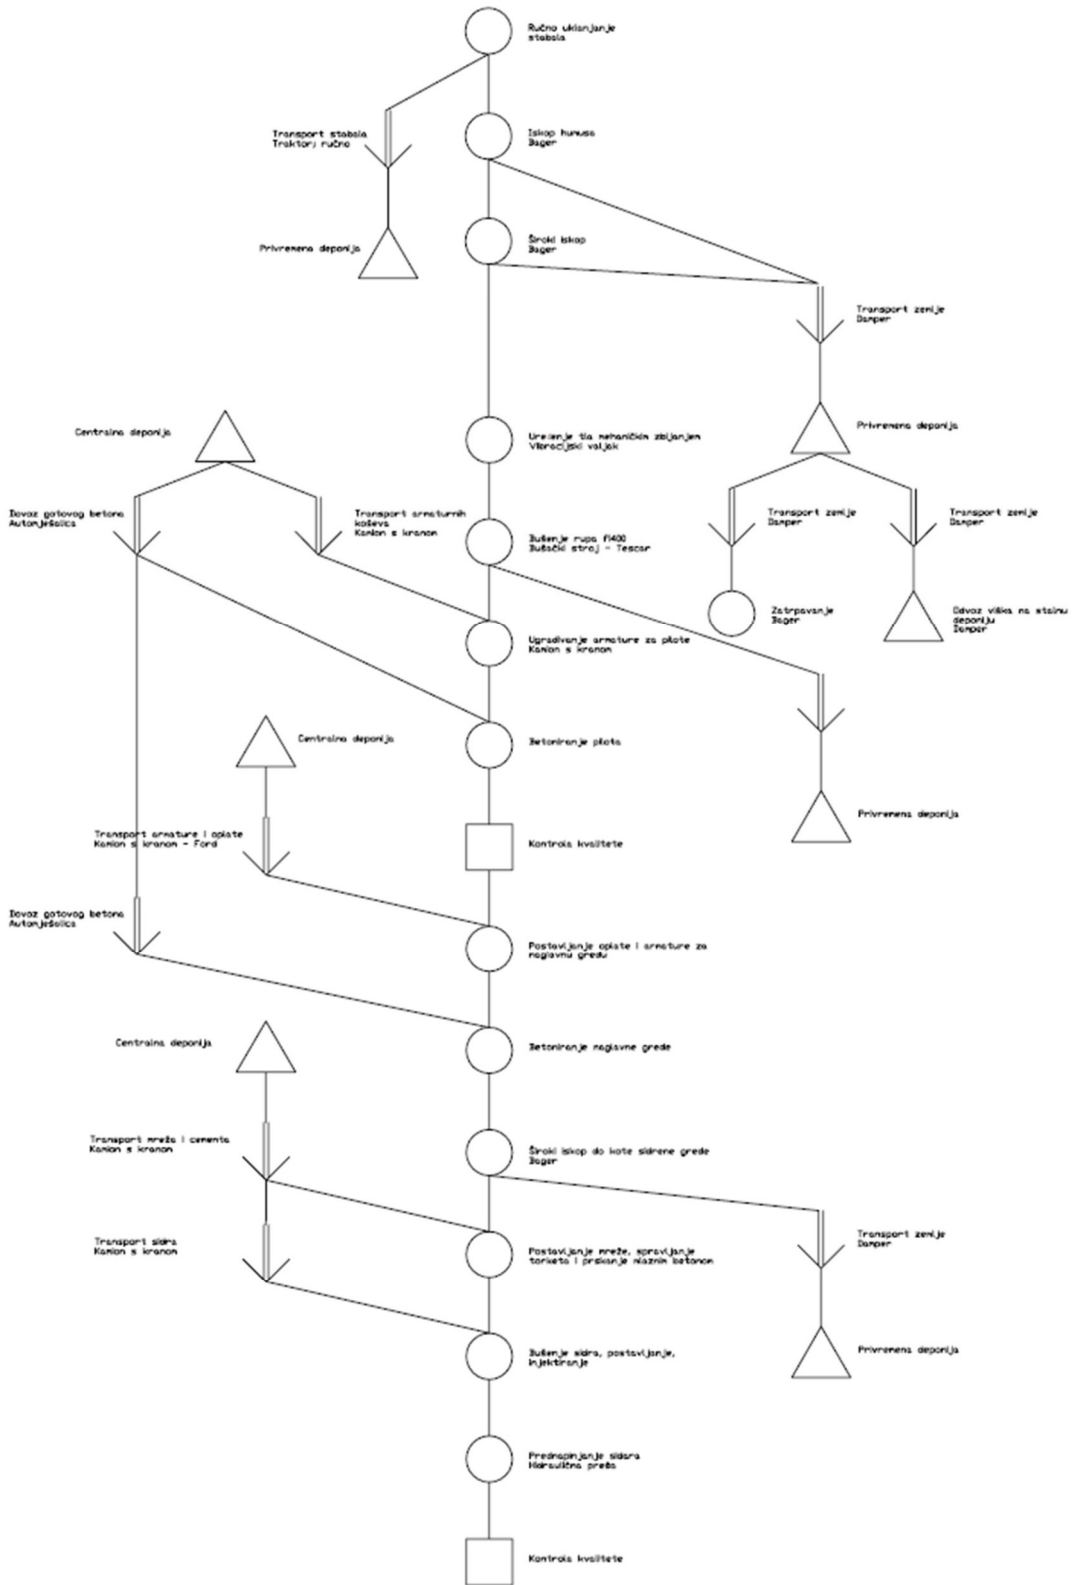 Ručno uklanjanje
stabala
Transport stabala
Traktor; ručno
Iskop humusa
Bager
Privremena deponija
Široki iskop
Bager
Transport zemlje
Damper
Centralna deponija
Uređenje tla mehaničkim zbijanjem
Vibracijski valjak
Privremena deponija
Dovoz gotovog betona
Automješalica
Transport armaturnih
koševa
Kamion s kranom
Bušenje rupa fi400
Bušaći stroj - Tescar
Transport zemlje
Damper
Transport zemlje
Damper
Zatrpavanje
Bager
Odvoz viška na stalnu
deponiju
Damper
Ugrađivanje armature za pilote
Kamion s kranom
Centralna deponija
Betoniranje pilota
Privremena deponija
Transport armature i oplate
Kamion s kranom - Ford
Kontrola kvalitete
Dovoz gotovog betona
Automješalica
Postavljanje oplate i armature za
naglavnu gredu
Centralna deponija
Betoniranje naglavne grede
Transport mreža i cementa
Kamion s kranom
Široki iskop do kote sidrene grede
Bager
Transport sidra
Kamion s kranom
Postavljanje mreže, spravljanje
torketa i prskanje mlaznim betonom
Transport zemlje
Damper
Bušenje sidra, postavljanje,
injektiranje
Privremena deponija
Prednapinjanje sidara
Hidraulična preša
Kontrola kvalitete